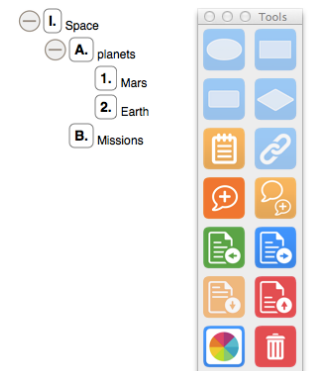 I. Space
A. planets
1. Mars
2. Earth
B. Missions
Tools